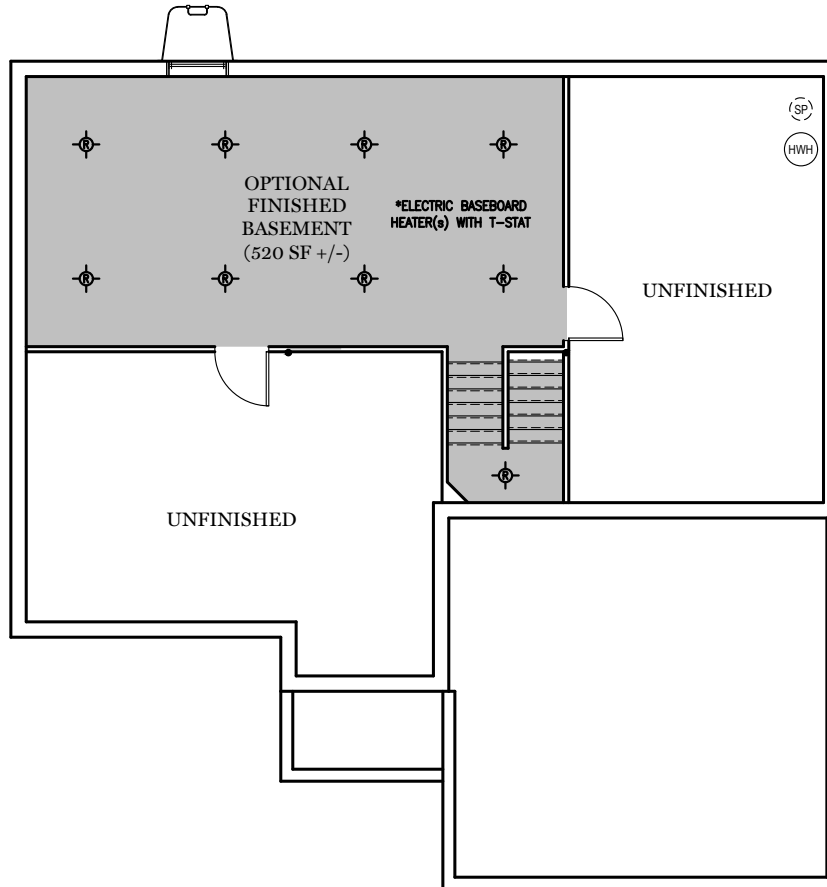 SP
HWH
R R R R
OPTIONAL
FINISHED
BASEMENT
(520 SF +/-)
*ELECTRIC BASEBOARD
HEATER(s) WITH T-STAT
R R R R
UNFINISHED
R
UNFINISHED